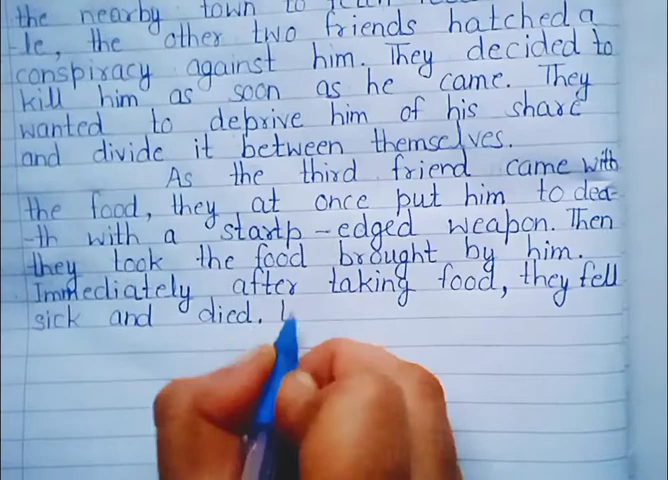 the nearby town to
-le, the other two friends hatched a
conspiracy against him. They decided to
kill him as soon as he came. They
wanted to deprive him of his share
and divide it between themselves.
As the third friend came with
the food, they at once put him to dea-
-th with a startp-edged weapon. Then
they took the food brought by him.
Immediately after taking food, they fell
sick and died.